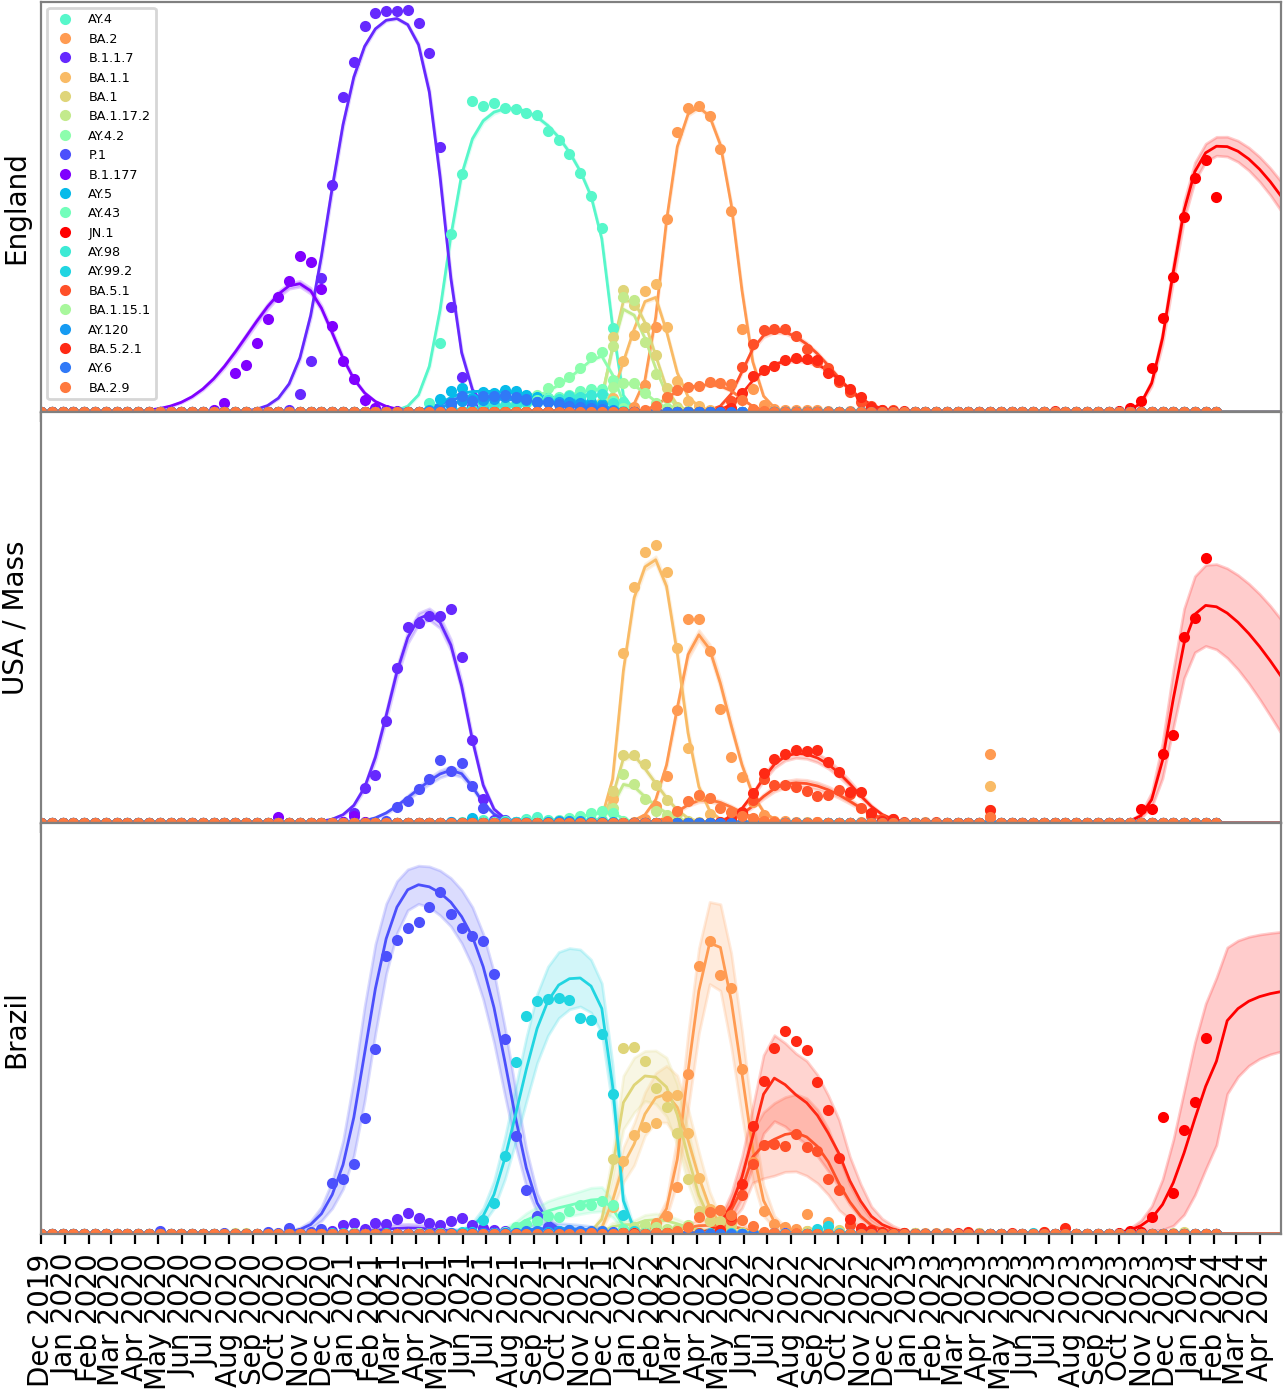 England
AY.4
BA.2
B.1.1.7
BA.1.1
BA.1
BA.1.17.2
AY.4.2
P.1
B.1.177
AY.5
AY.43
JN.1
AY.98
AY.99.2
BA.5.1
BA.1.15.1
AY.120
BA.5.2.1
AY.6
BA.2.9
USA / Mass
Brazil
Dec 2019
Jan 2020
Feb 2020
Mar 2020
Apr 2020
May 2020
Jun 2020
Jul 2020
Aug 2020
Sep 2020
Oct 2020
Nov 2020
Dec 2020
Jan 2021
Feb 2021
Mar 2021
Apr 2021
May 2021
Jun 2021
Jul 2021
Aug 2021
Sep 2021
Oct 2021
Nov 2021
Dec 2021
Jan 2022
Feb 2022
Mar 2022
Apr 2022
May 2022
Jun 2022
Jul 2022
Aug 2022
Sep 2022
Oct 2022
Nov 2022
Dec 2022
Jan 2023
Feb 2023
Mar 2023
Apr 2023
May 2023
Jun 2023
Jul 2023
Aug 2023
Sep 2023
Oct 2023
Nov 2023
Dec 2023
Jan 2024
Feb 2024
Mar 2024
Apr 2024